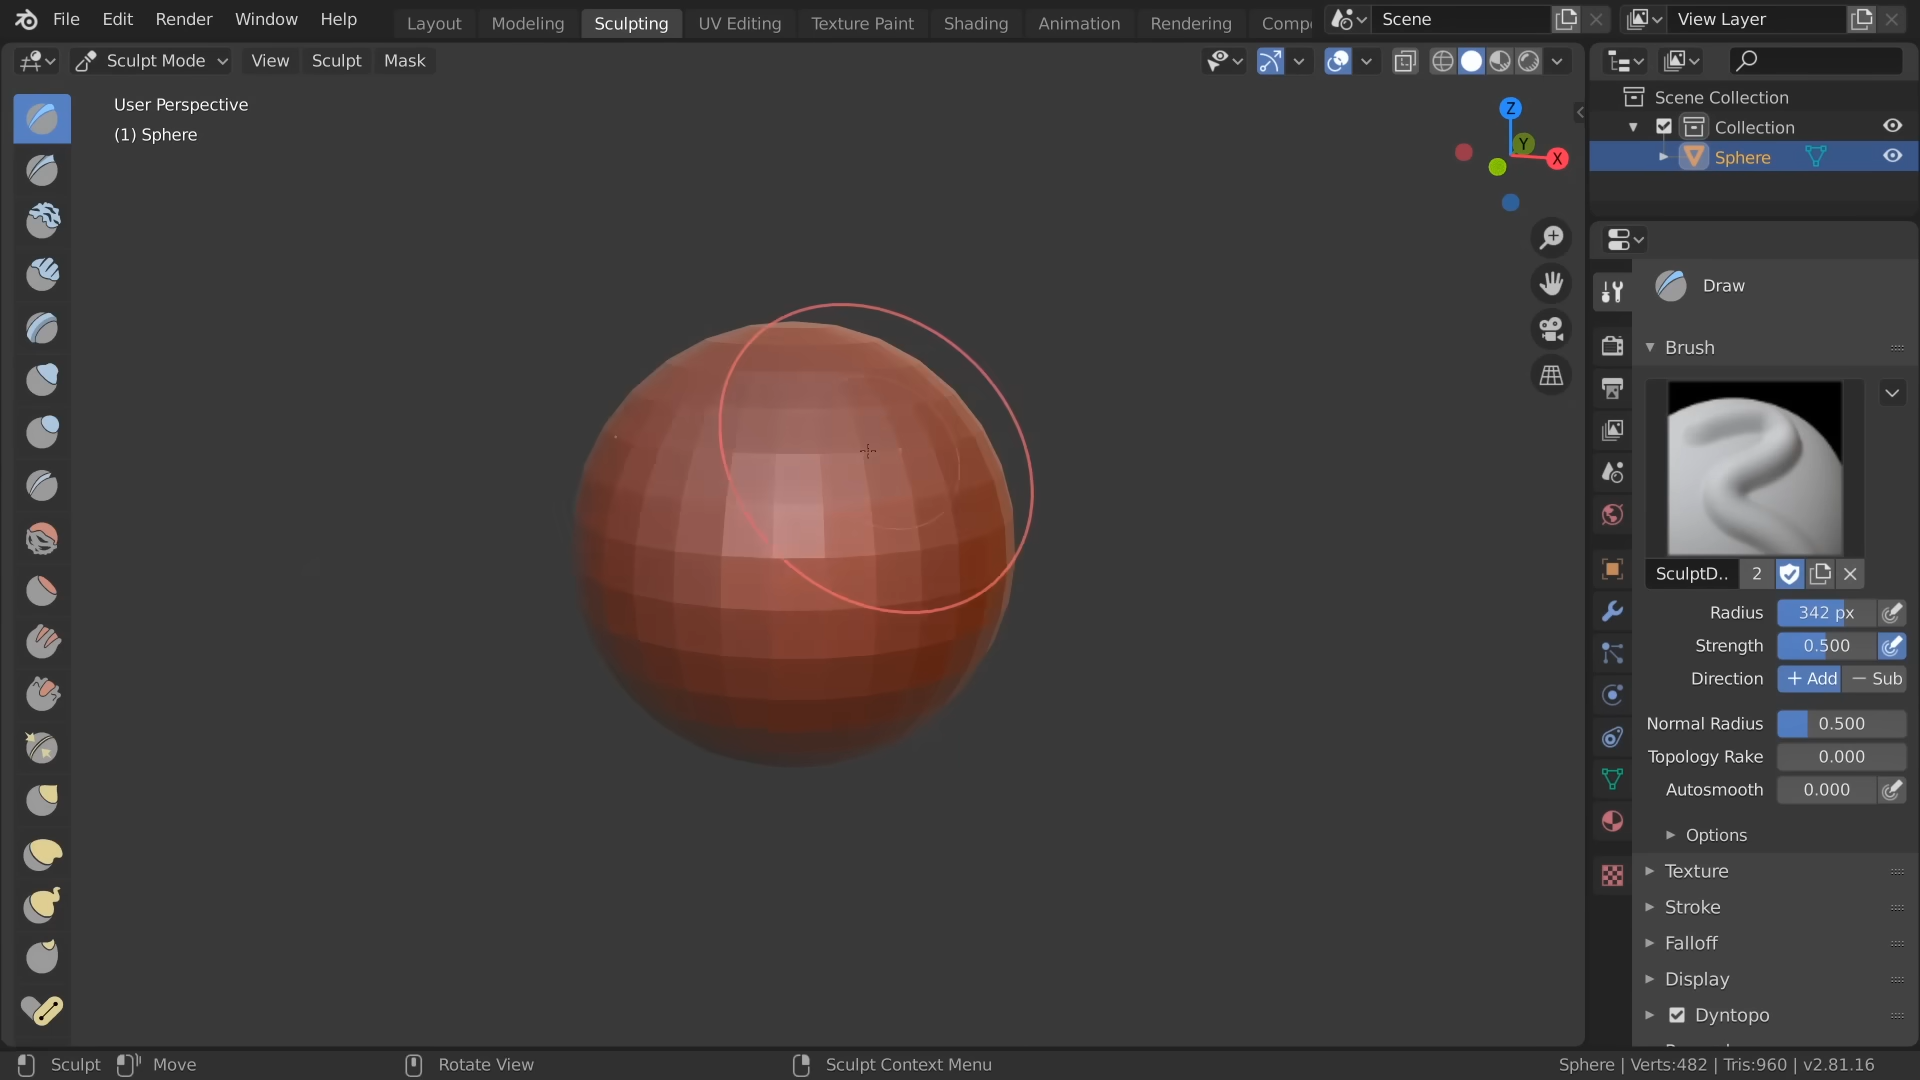 File Edit Render Window Help
Layout Modeling Sculpting UV Editing Texture Paint Shading Animation Rendering Comp
Scene
View Layer
Sculpt Mode View Sculpt Mask
User Perspective
(1) Sphere
Z
Y
X
Scene Collection
Collection
Sphere
Draw
Brush
SculptD.. 2
Radius 342 px
Strength 0.500
Direction + Add − Sub
Normal Radius 0.500
Topology Rake 0.000
Autosmooth 0.000
Options
Texture
Stroke
Falloff
Display
Dyntopo
Sculpt Move Rotate View Sculpt Context Menu
Sphere | Verts:482 | Tris:960 | v2.81.16